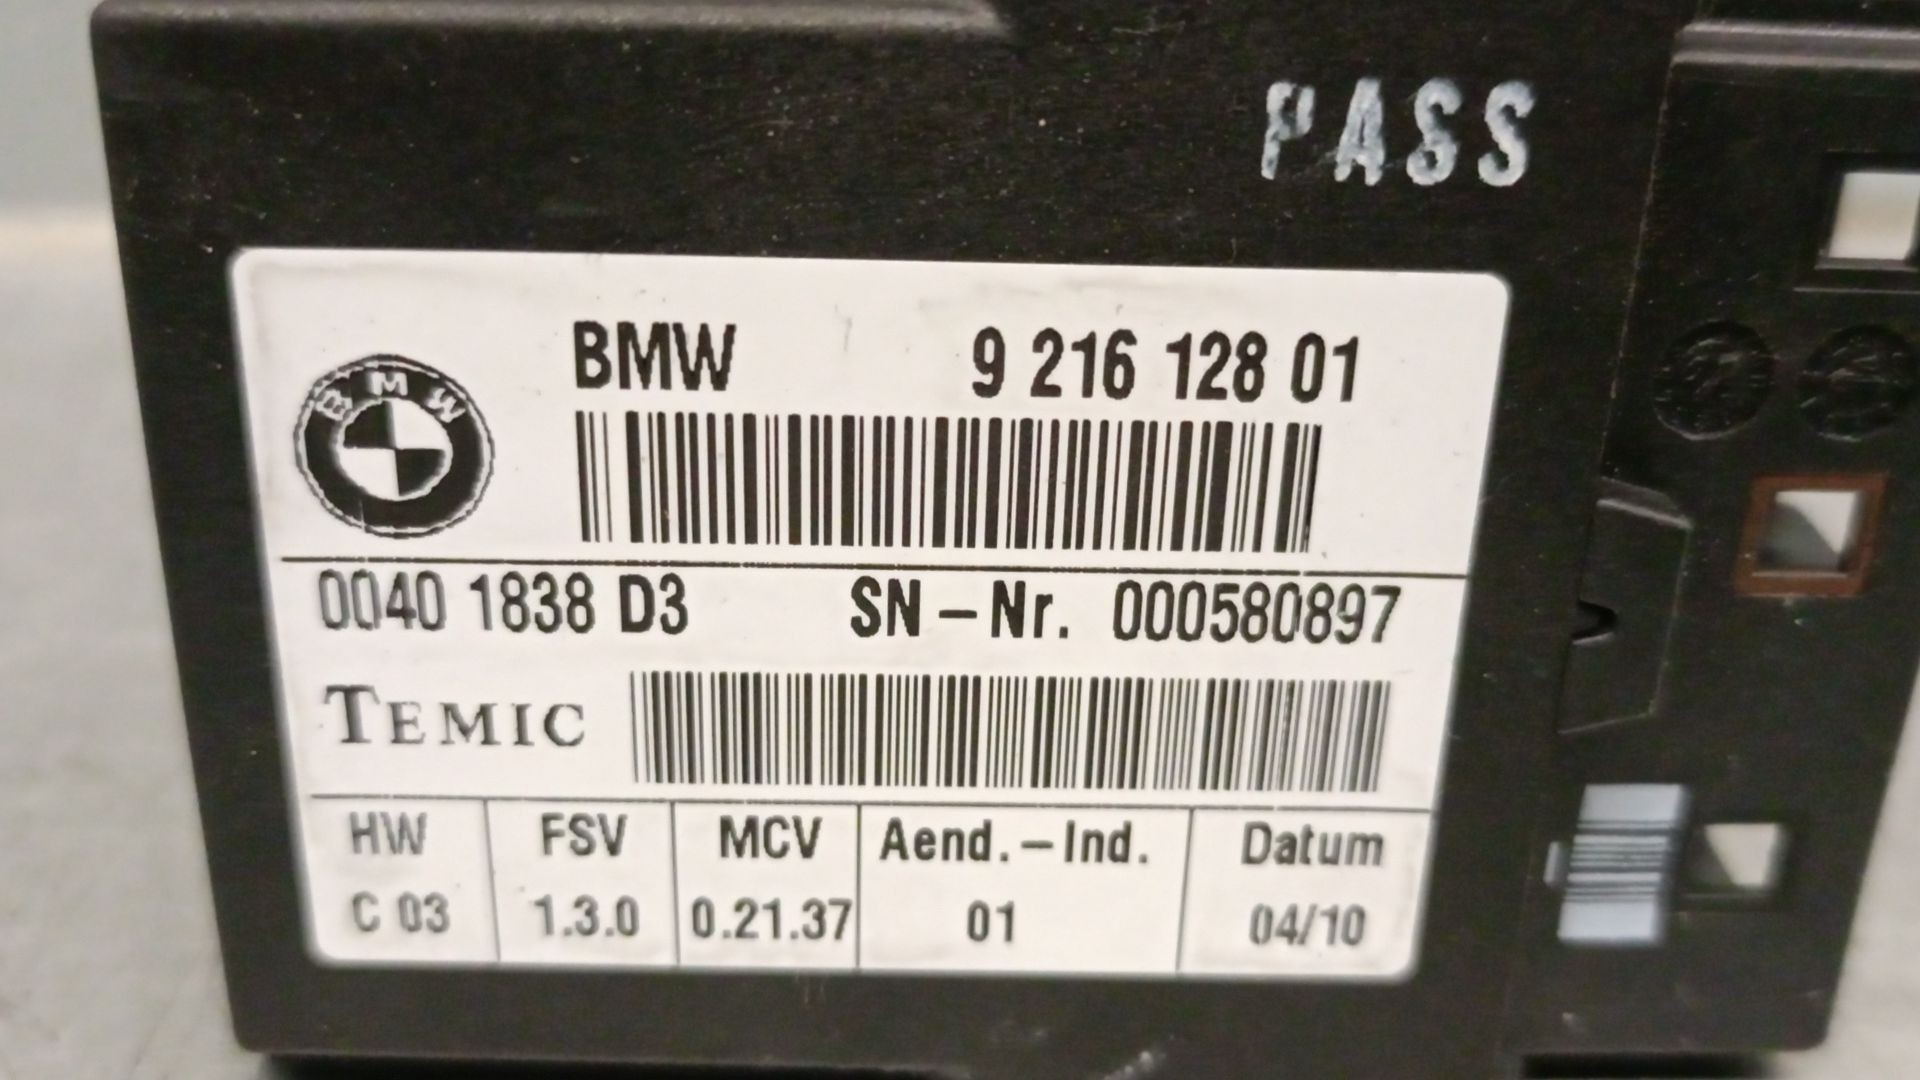 PASS
BMW
BMW 9 216 128 01
0040 1838 D3 SN-Nr. 000580897
TEMIC
HW FSV MCV Aend.-Ind. Datum
C 03 1.3.0 0.21.37 01 04/10